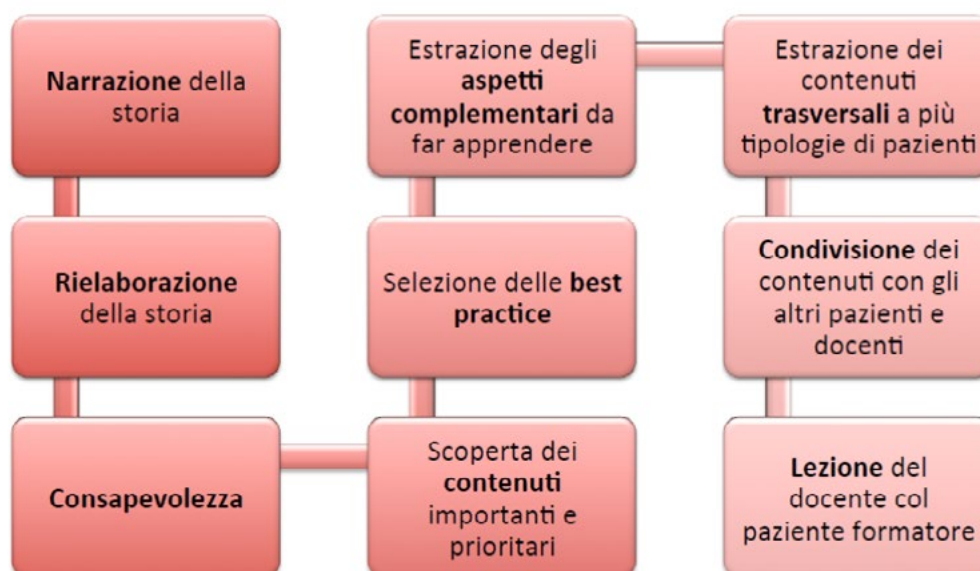 Narrazione della
storia
Rielaborazione
della storia
Consapevolezza
Scoperta dei
contenuti
importanti e
prioritari
Selezione delle best
practice
Estrazione degli
aspetti
complementari da
far apprendere
Estrazione dei
contenuti
trasversali a più
tipologie di pazienti
Condivisione dei
contenuti con gli
altri pazienti e
docenti
Lezione del
docente col
paziente formatore